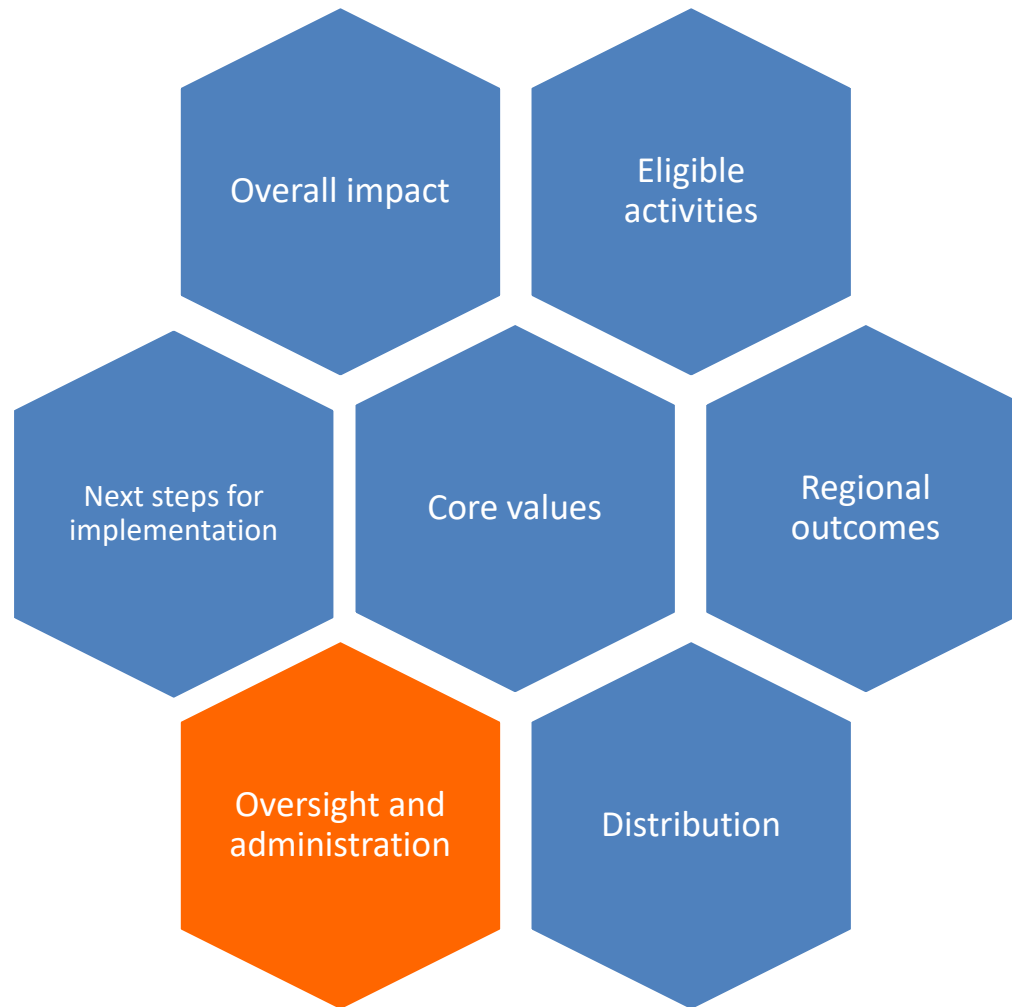 Overall impact
Eligible
activities
Next steps for
implementation
Core values
Regional
outcomes
Oversight and
administration
Distribution